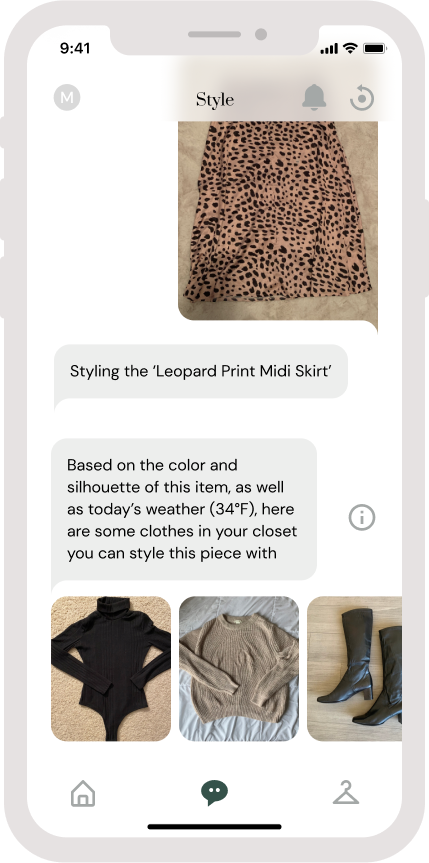 9:41
M
Style
Styling the ‘Leopard Print Midi Skirt’
Based on the color and
silhouette of this item, as well
as today’s weather (34°F), here
are some clothes in your closet
you can style this piece with